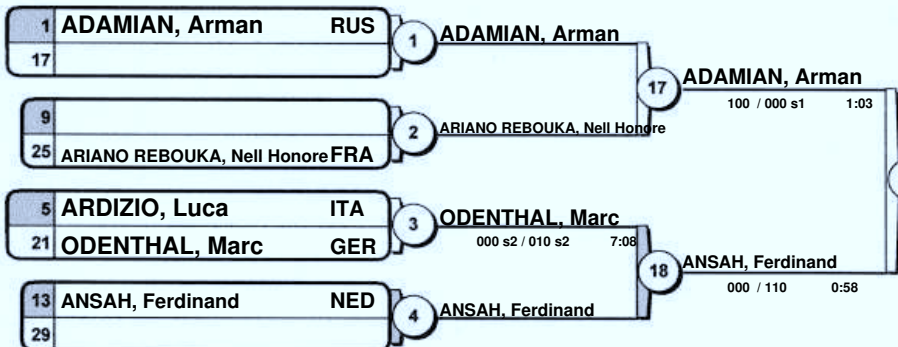 1 ADAMIAN, Arman RUS
17
1 ADAMIAN, Arman
17 ADAMIAN, Arman
100 / 000 s1 1:03
9
25 ARIANO REBOUKA, Nell Honore FRA
2 ARIANO REBOUKA, Nell Honore
5 ARDIZIO, Luca ITA
21 ODENTHAL, Marc GER
3 ODENTHAL, Marc
000 s2 / 010 s2 7:08
18 ANSAH, Ferdinand
000 / 110 0:58
13 ANSAH, Ferdinand NED
29
4 ANSAH, Ferdinand